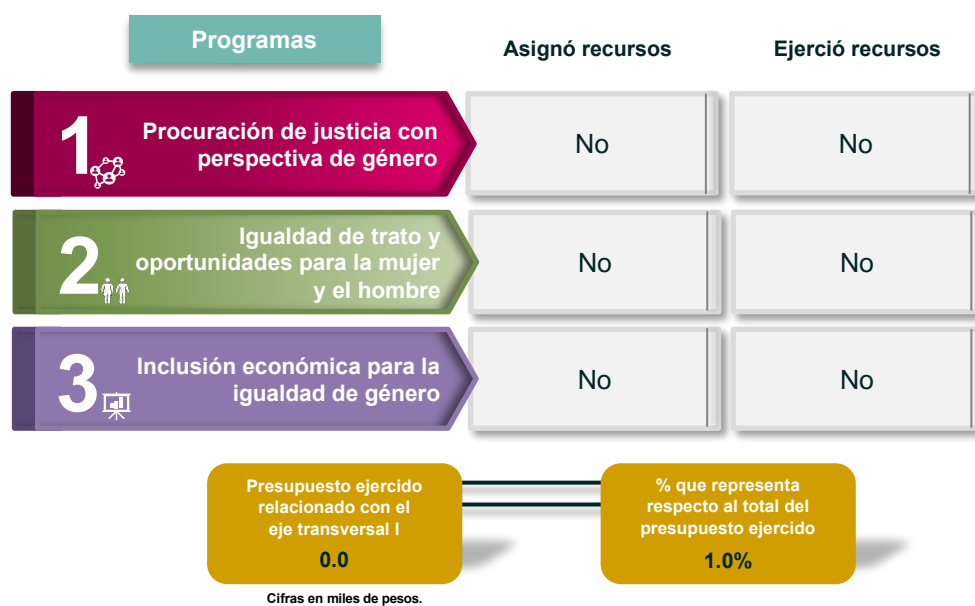 Programas
Asignó recursos
Ejerció recursos
1
Procuración de justicia con
perspectiva de género
No
No
2
Igualdad de trato y
oportunidades para la mujer
y el hombre
No
No
3
Inclusión económica para la
igualdad de género
No
No
Presupuesto ejercido
relacionado con el
eje transversal I
0.0
% que representa
respecto al total del
presupuesto ejercido
1.0%
Cifras en miles de pesos.